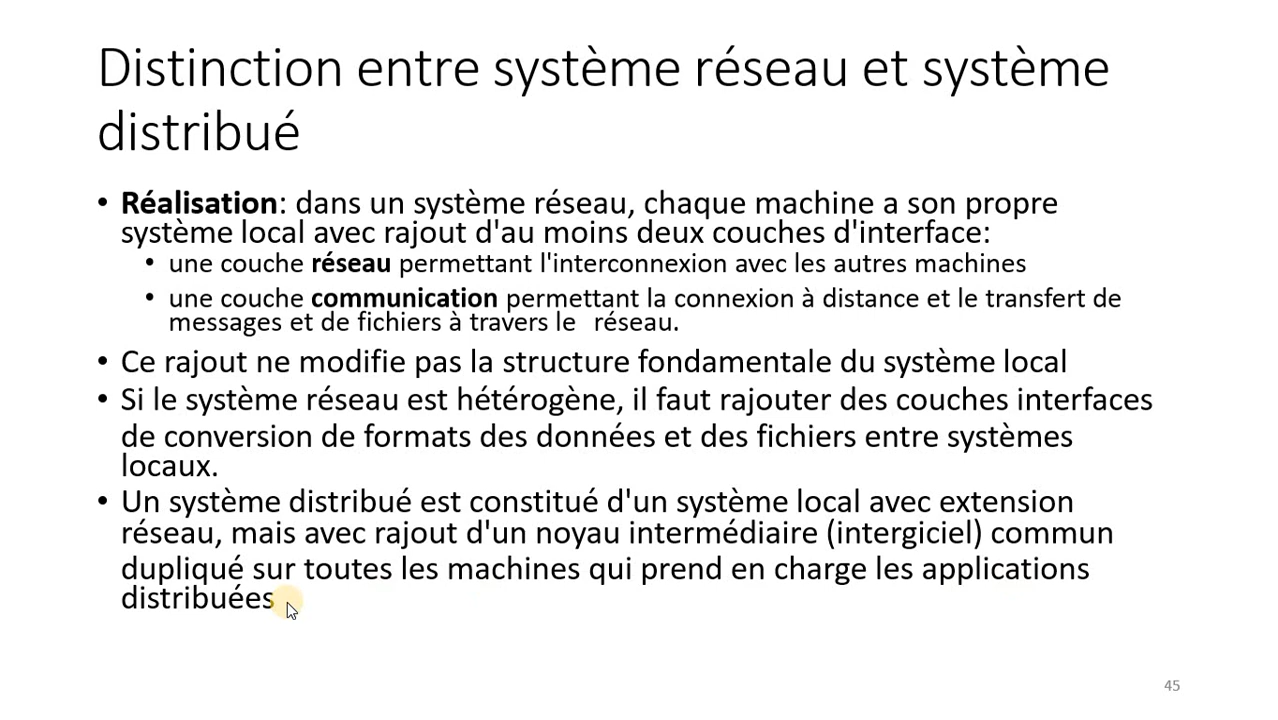 Distinction entre système réseau et système
distribué
• Réalisation: dans un système réseau, chaque machine a son propre
système local avec rajout d'au moins deux couches d'interface:
• une couche réseau permettant l'interconnexion avec les autres machines
• une couche communication permettant la connexion à distance et le transfert de
messages et de fichiers à travers le réseau.
• Ce rajout ne modifie pas la structure fondamentale du système local
• Si le système réseau est hétérogène, il faut rajouter des couches interfaces
de conversion de formats des données et des fichiers entre systèmes
locaux.
• Un système distribué est constitué d'un système local avec extension
réseau, mais avec rajout d'un noyau intermédiaire (intergiciel) commun
dupliqué sur toutes les machines qui prend en charge les applications
distribuées
45